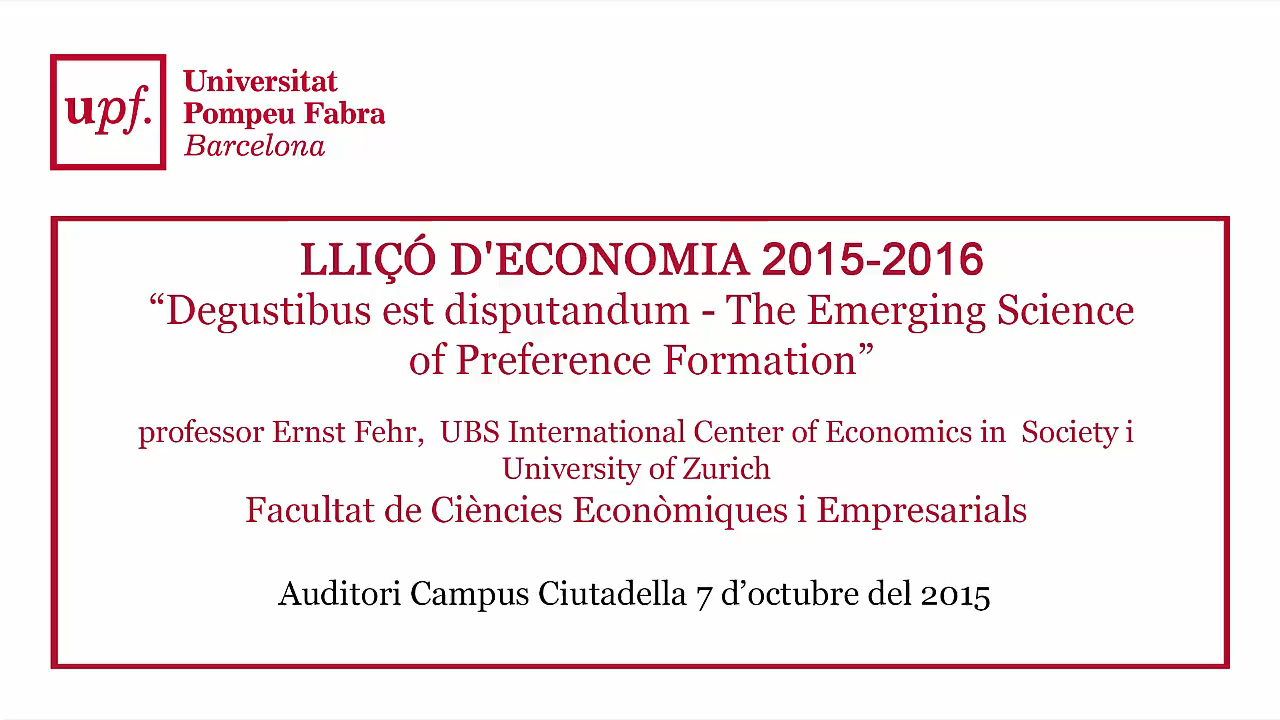 upf.
Universitat
Pompeu Fabra
Barcelona
LLIÇÓ D'ECONOMIA 2015-2016
“Degustibus est disputandum - The Emerging Science
of Preference Formation”
professor Ernst Fehr, UBS International Center of Economics in Society i
University of Zurich
Facultat de Ciències Econòmiques i Empresarials
Auditori Campus Ciutadella 7 d’octubre del 2015